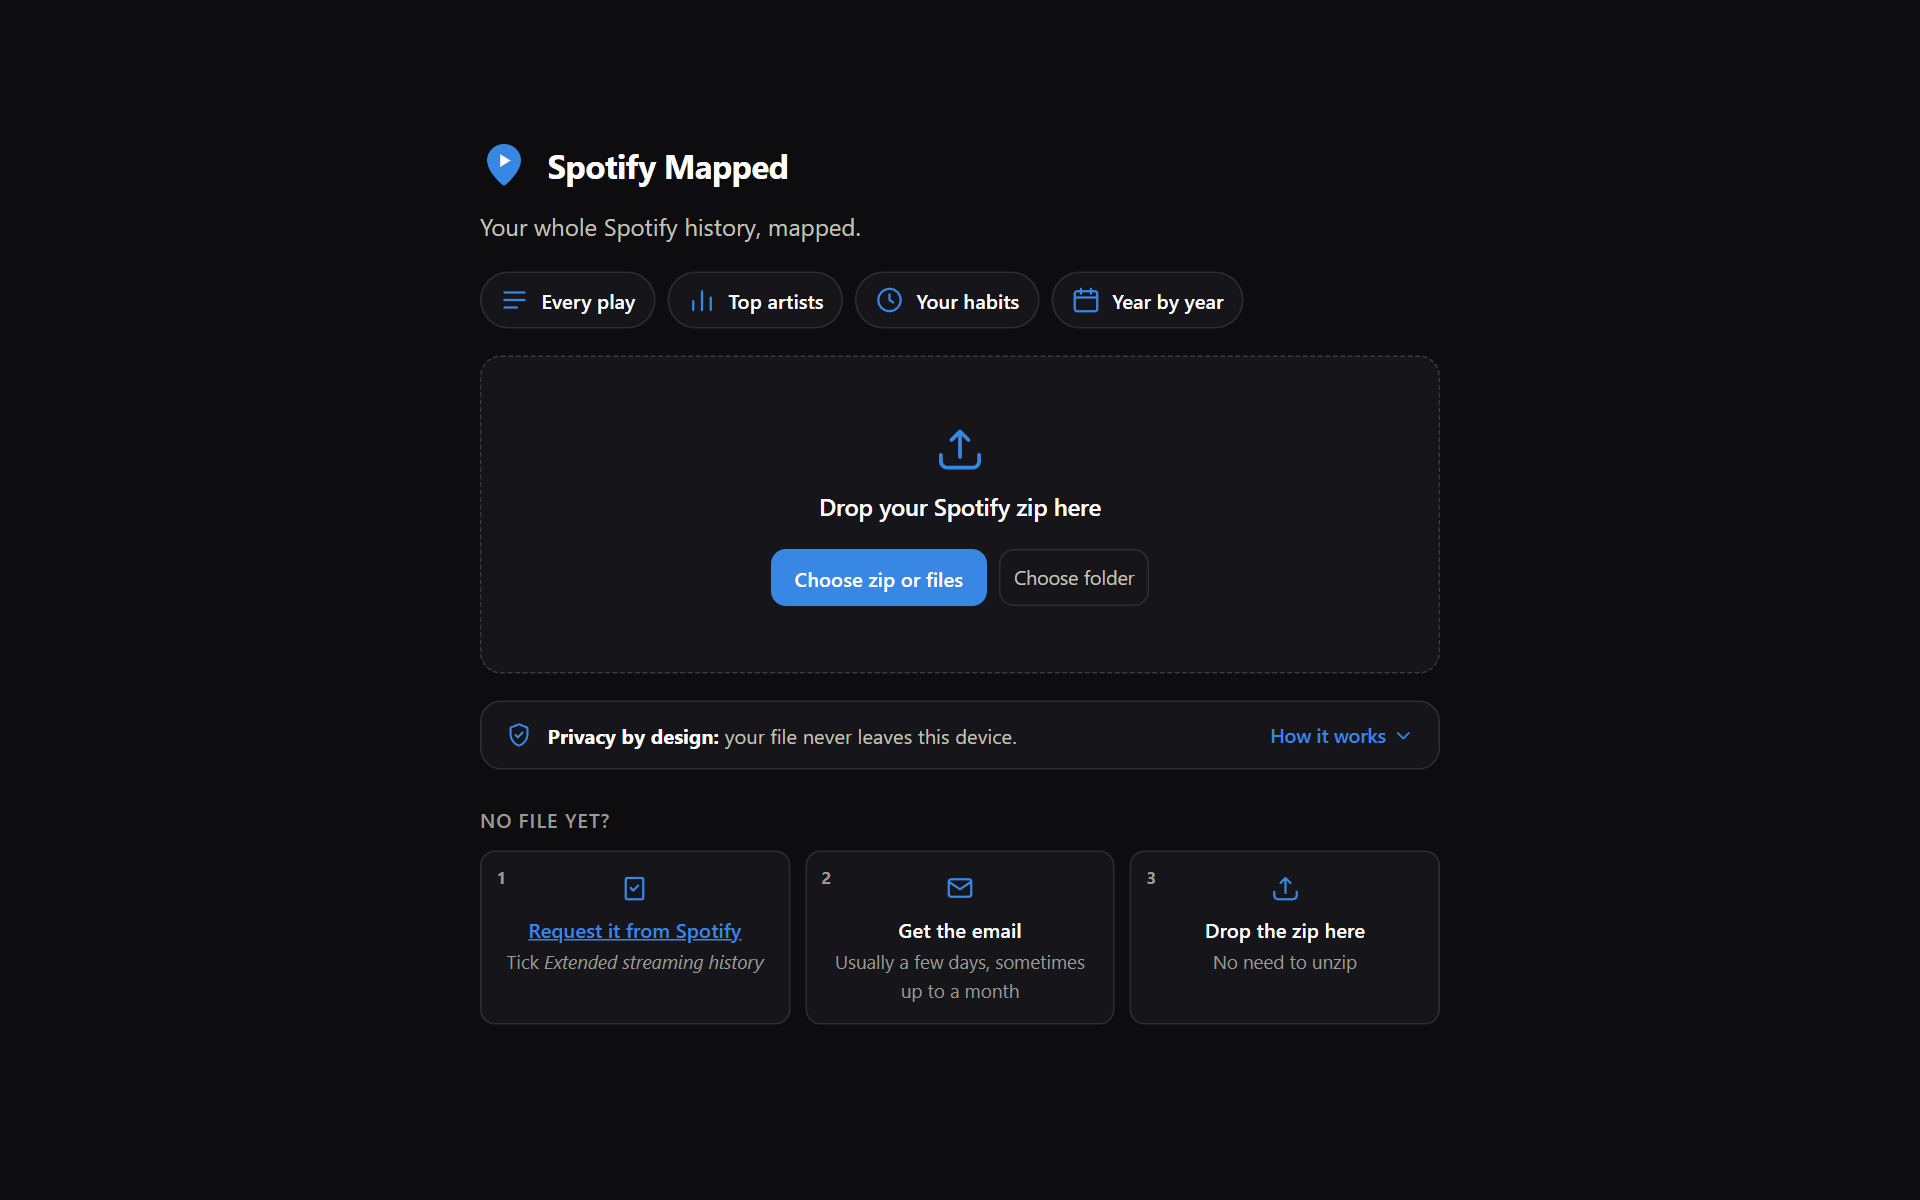 Spotify Mapped
Your whole Spotify history, mapped.
Every play
Top artists
Your habits
Year by year
Drop your Spotify zip here
Choose zip or files
Choose folder
Privacy by design: your file never leaves this device.
How it works
NO FILE YET?
1
Request it from Spotify
Tick Extended streaming history
2
Get the email
Usually a few days, sometimes
up to a month
3
Drop the zip here
No need to unzip